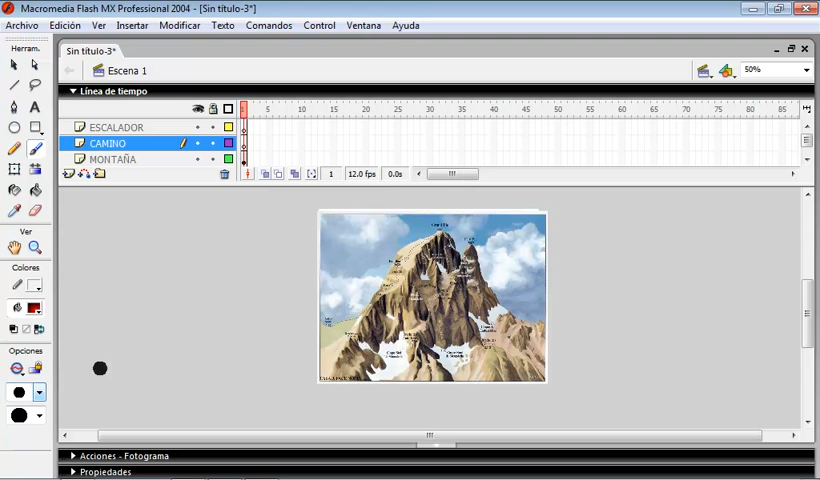 Macromedia Flash MX Professional 2004 - [Sin título-3*]
Archivo Edición Ver Insertar Modificar Texto Comandos Control Ventana Ayuda
Herram.
Sin título-3*
Escena 1
50%
Línea de tiempo
1 5 10 15 20 25 30 35 40 45 50 55 60 65 70 75 80 85
ESCALADOR
CAMINO
MONTAÑA
1 12.0 fps 0.0s
Ver
Colores
Opciones
Acciones - Fotograma
Propiedades